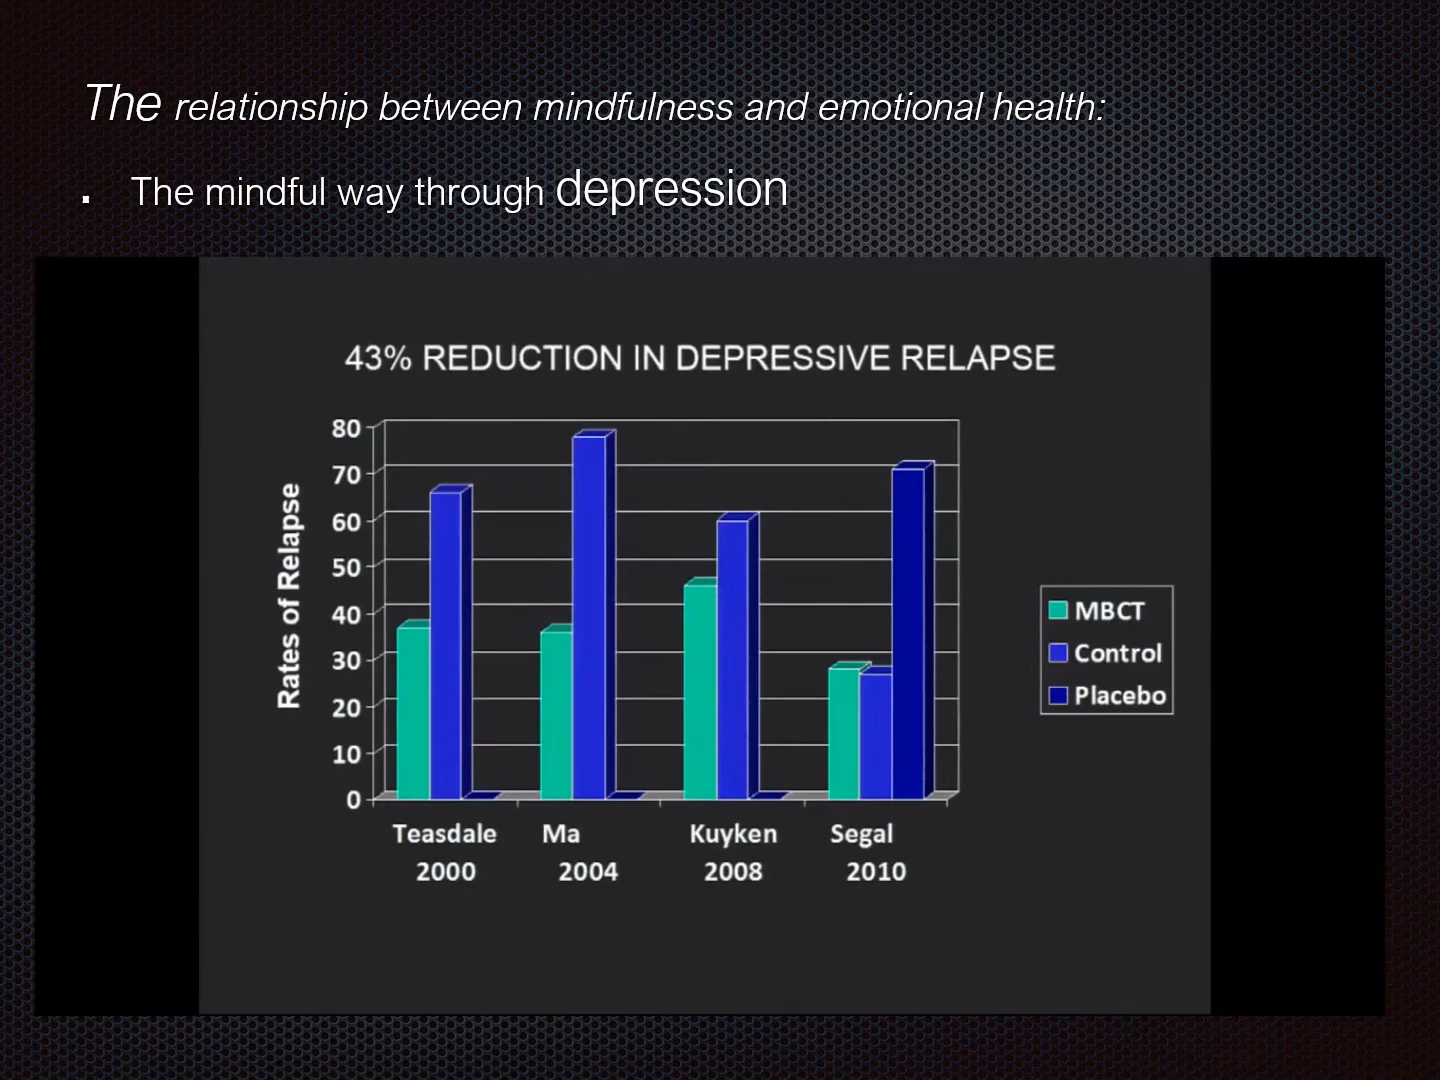 The relationship between mindfulness and emotional health:
▪ The mindful way through depression
43% REDUCTION IN DEPRESSIVE RELAPSE
Rates of Relapse
80
70
60
50
40
30
20
10
0
Teasdale Ma Kuyken Segal
2000 2004 2008 2010
MBCT
Control
Placebo